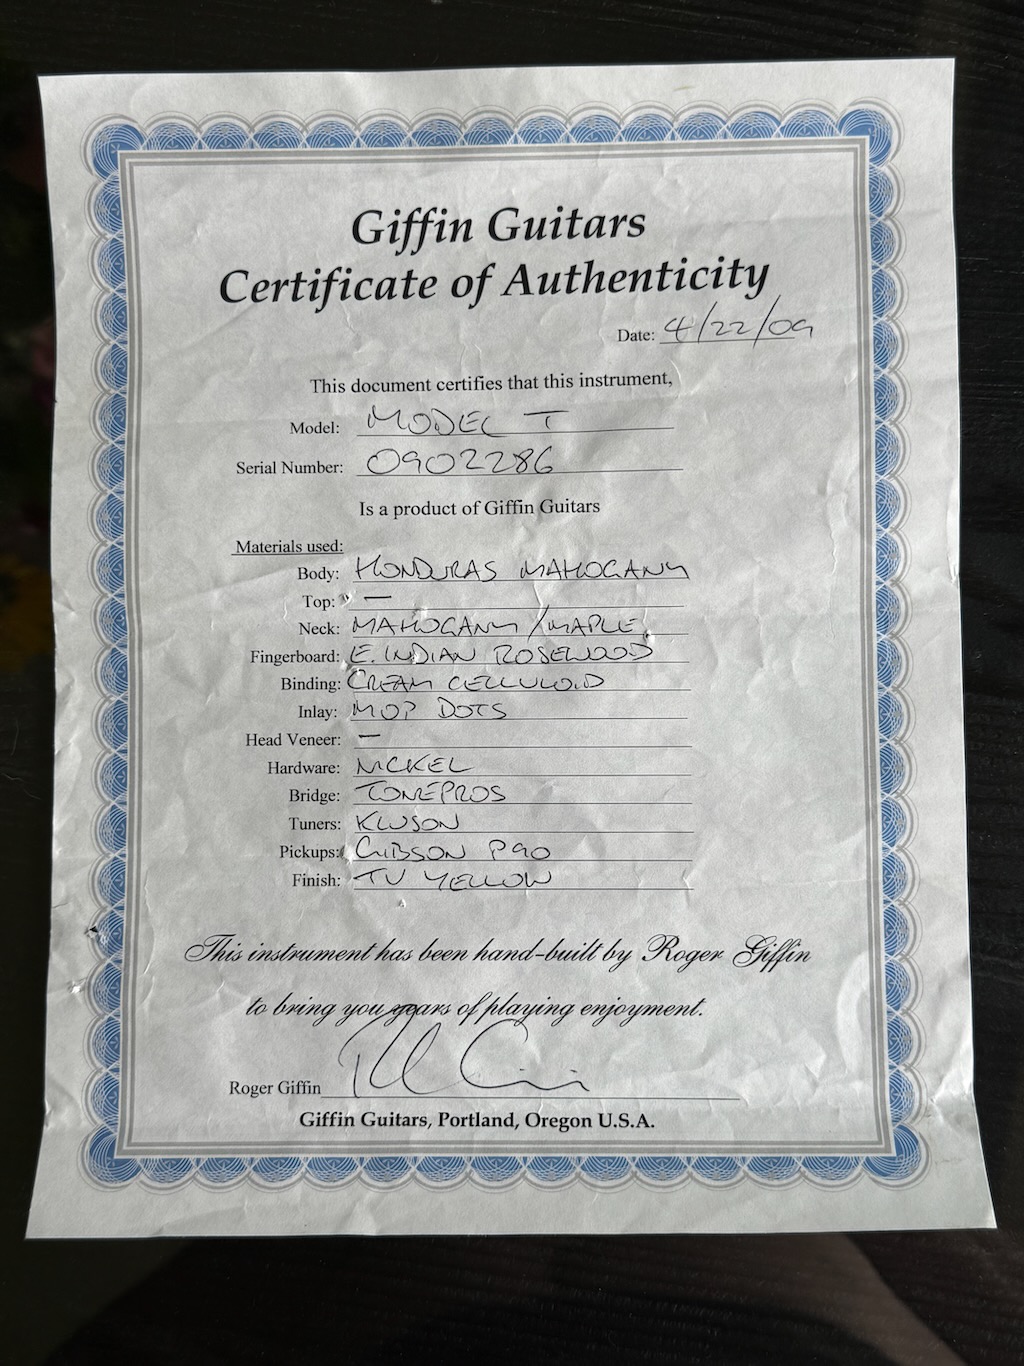 Giffin Guitars
Certificate of Authenticity
Date: 4/22/09
This document certifies that this instrument,
Model: MODEL T
Serial Number: 0902286
Is a product of Giffin Guitars
Materials used:
Body: HONDURAS MAHOGANY
Top: —
Neck: MAHOGANY / MAPLE
Fingerboard: E. INDIAN ROSEWOOD
Binding: CREAM CELLULOID
Inlay: MOP DOTS
Head Veneer: —
Hardware: NICKEL
Bridge: TONEPROS
Tuners: KLUSON
Pickups: GIBSON P90
Finish: TV YELLOW
This instrument has been hand-built by Roger Giffin
to bring you years of playing enjoyment.
Roger Giffin
Giffin Guitars, Portland, Oregon U.S.A.